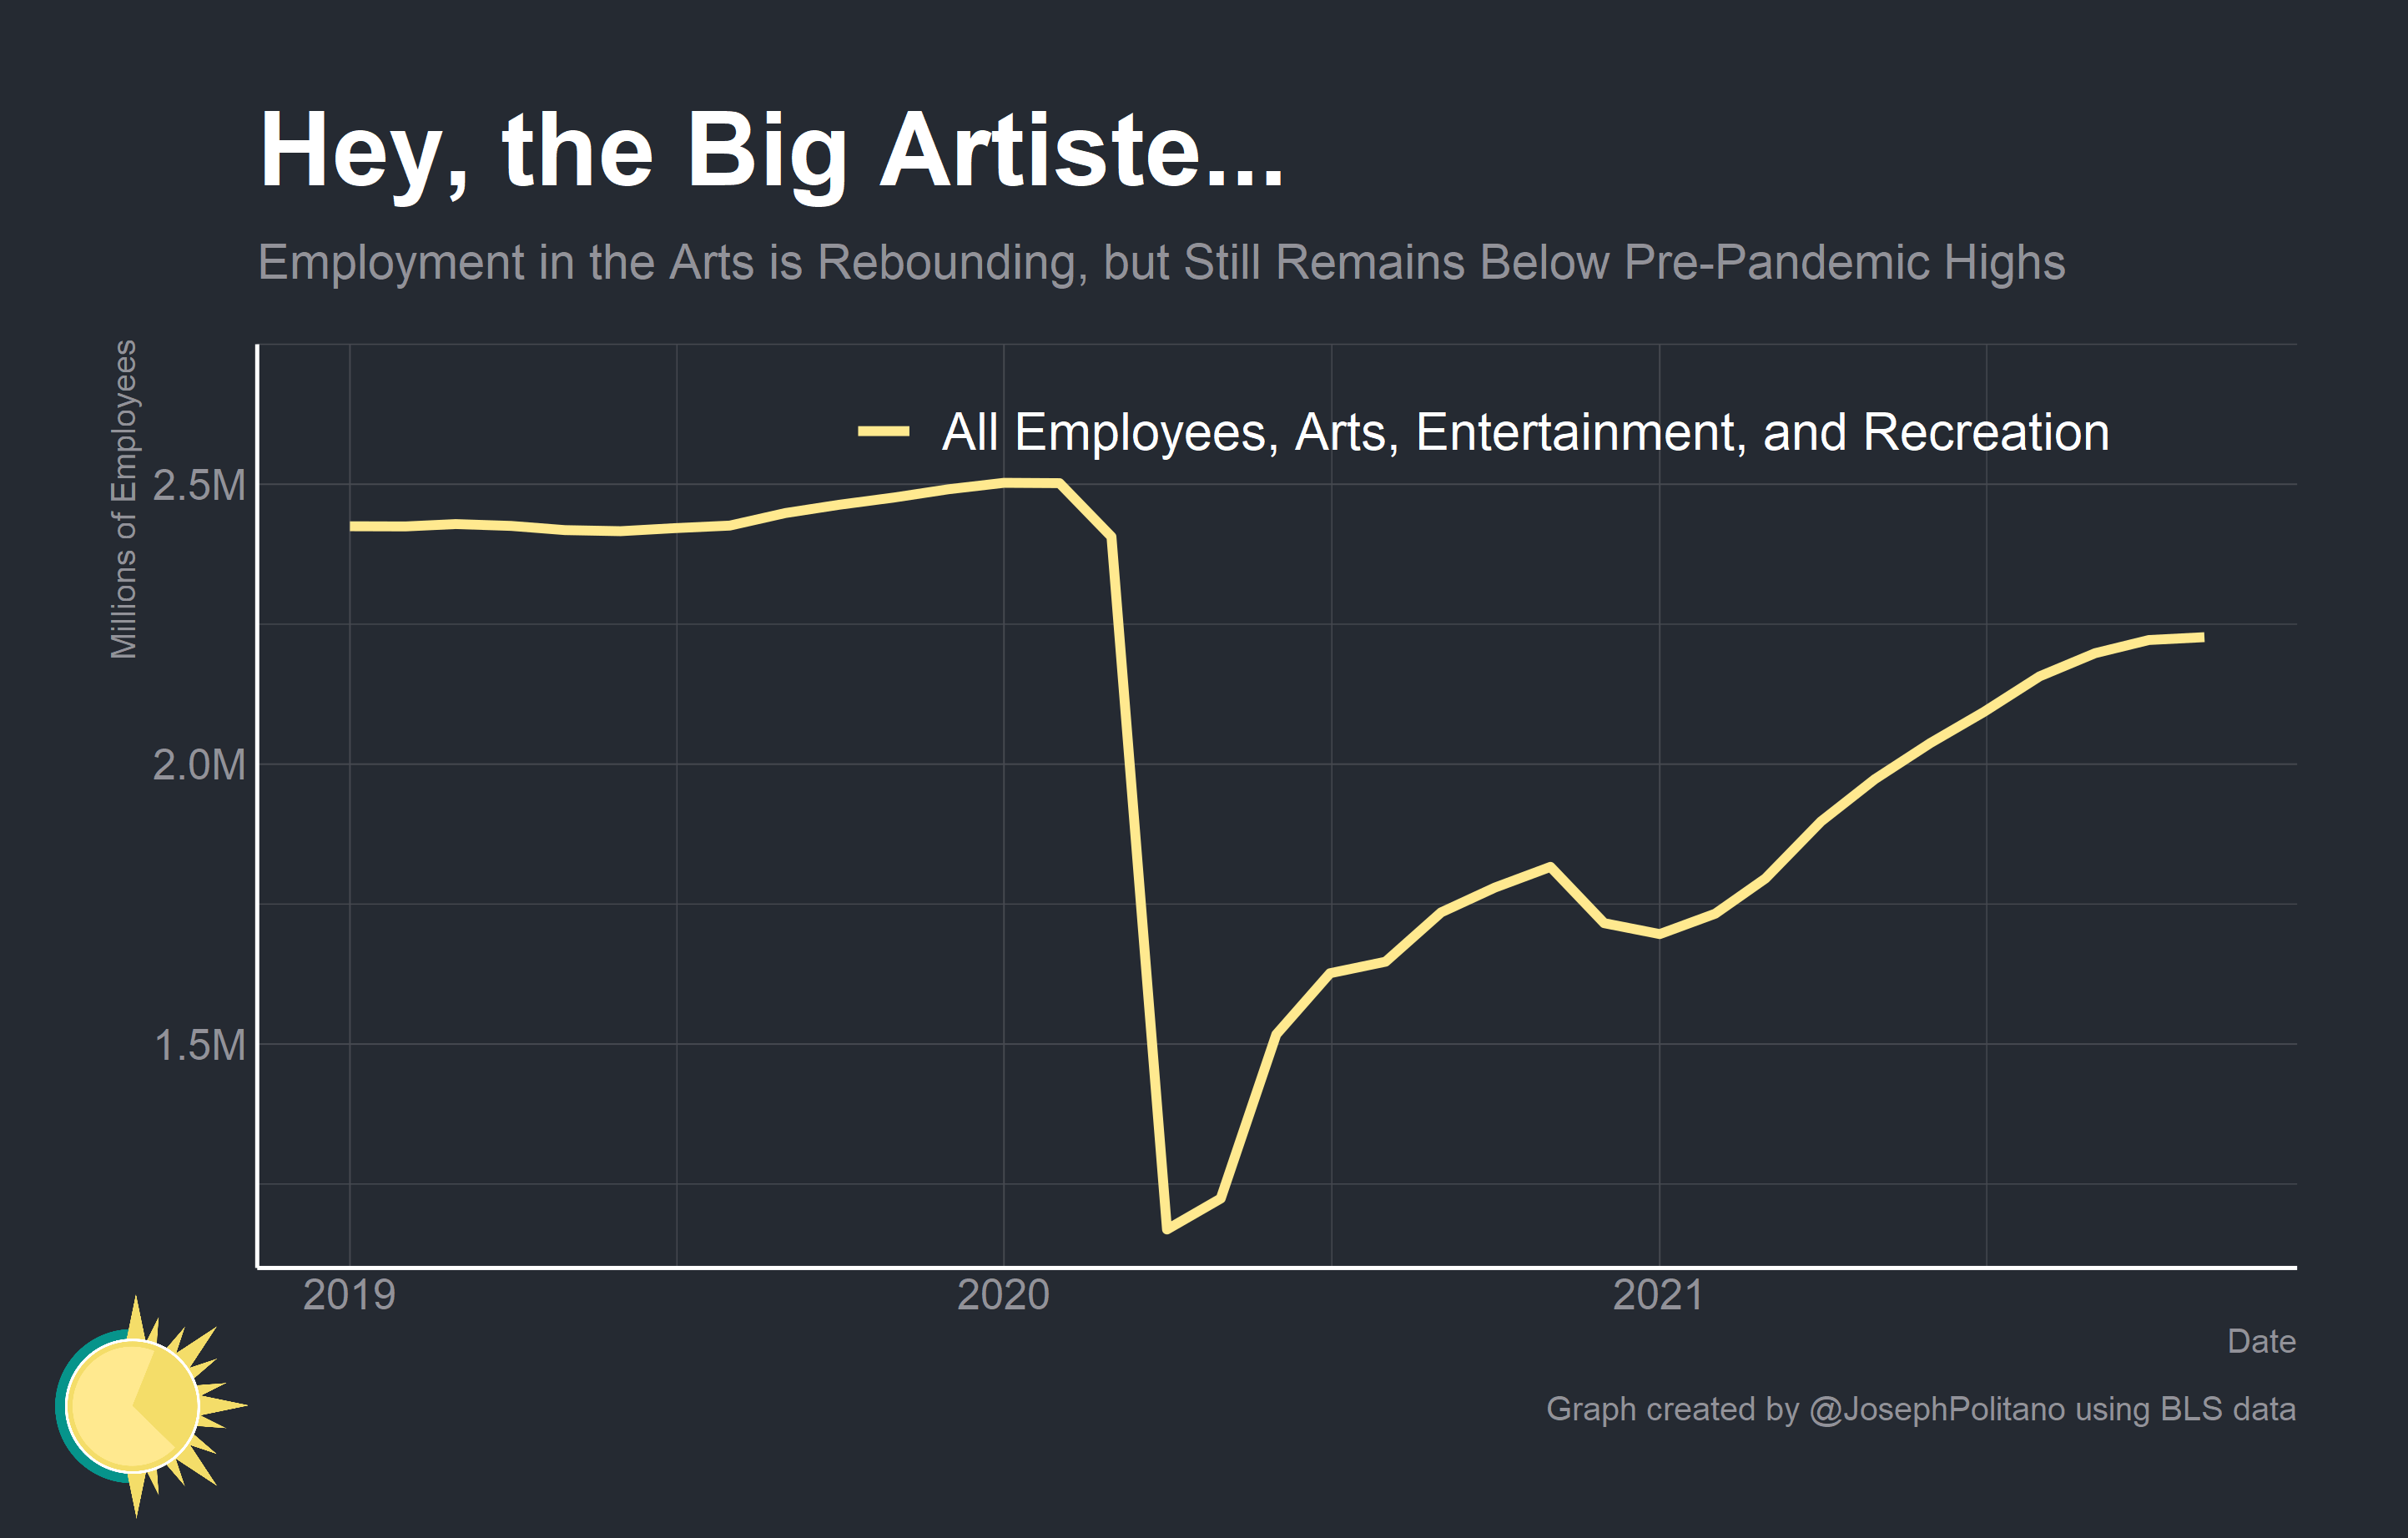 Hey, the Big Artiste...
Employment in the Arts is Rebounding, but Still Remains Below Pre-Pandemic Highs
Millions of Employees
All Employees, Arts, Entertainment, and Recreation
2.5M
2.0M
1.5M
2019
2020
2021
Date
Graph created by @JosephPolitano using BLS data